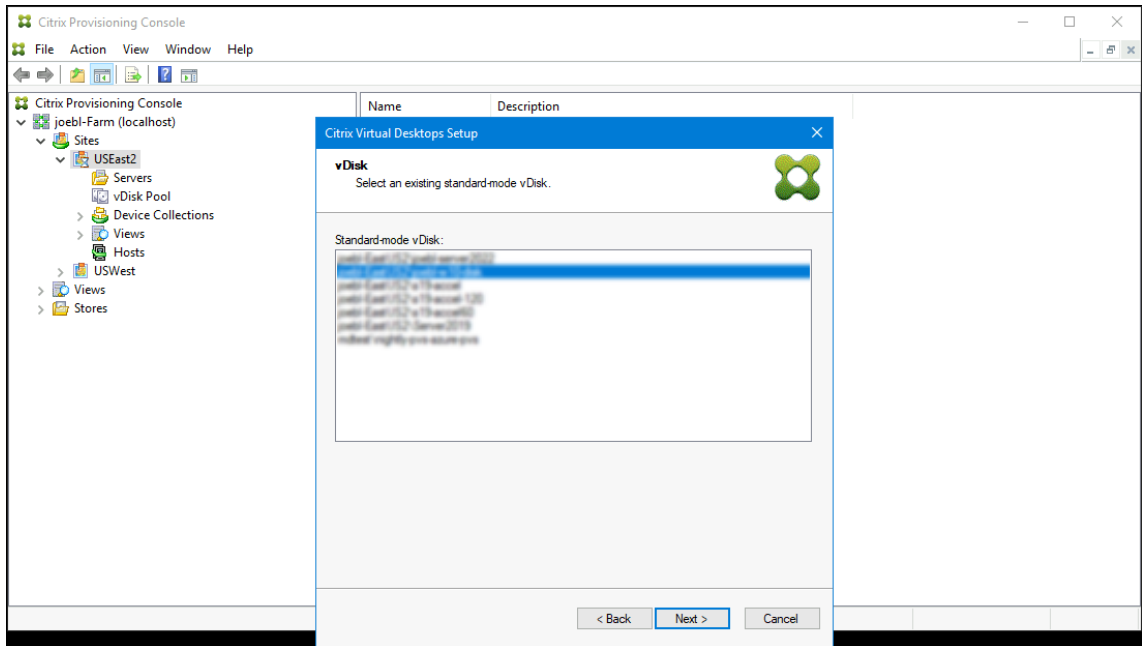 Citrix Provisioning Console
File Action View Window Help
Citrix Provisioning Console
joebl-Farm (localhost)
Sites
USEast2
Servers
vDisk Pool
Device Collections
Views
Hosts
USWest
Views
Stores
Name Description
Citrix Virtual Desktops Setup
vDisk
Select an existing standard-mode vDisk.
Standard-mode vDisk:
< Back Next > Cancel